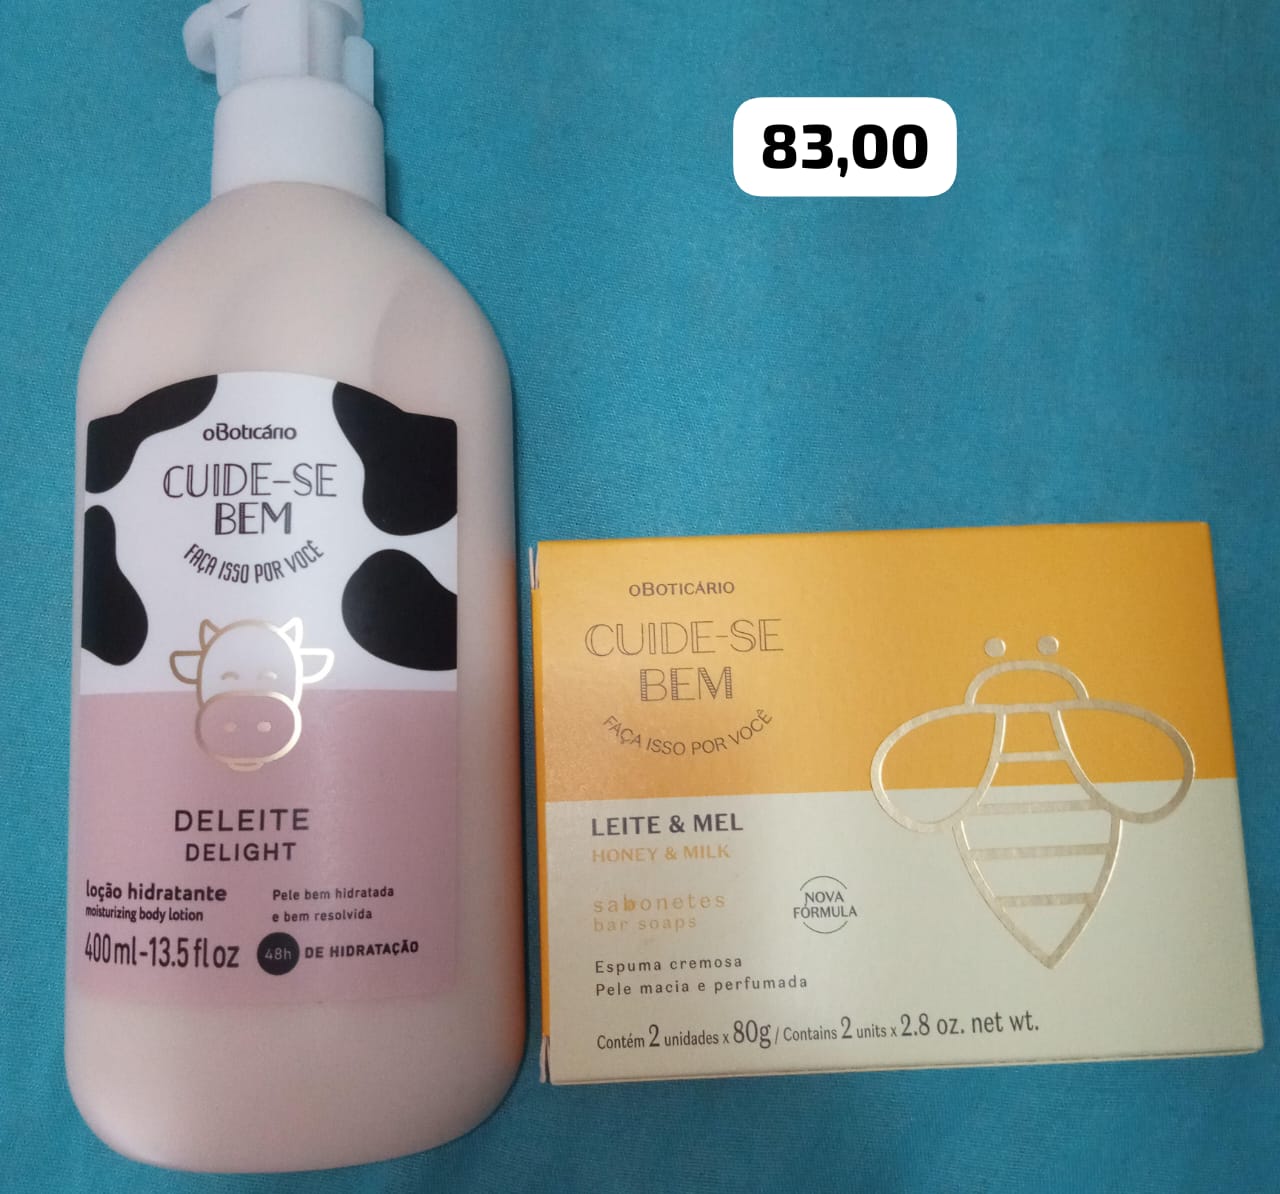 83,00
oBoticário
CUIDE-SE
BEM
FAÇA ISSO POR VOCÊ
DELEITE
DELIGHT
loção hidratante
moisturizing body lotion
400 ml - 13.5 fl oz
Pele bem hidratada
e bem resolvida
48h DE HIDRATAÇÃO
oBOTICÁRIO
CUIDE-SE
BEM
FAÇA ISSO POR VOCÊ
LEITE & MEL
HONEY & MILK
sabonetes
bar soaps
NOVA
FÓRMULA
Espuma cremosa
Pele macia e perfumada
Contém 2 unidades x 80g / Contains 2 units x 2.8 oz. net wt.